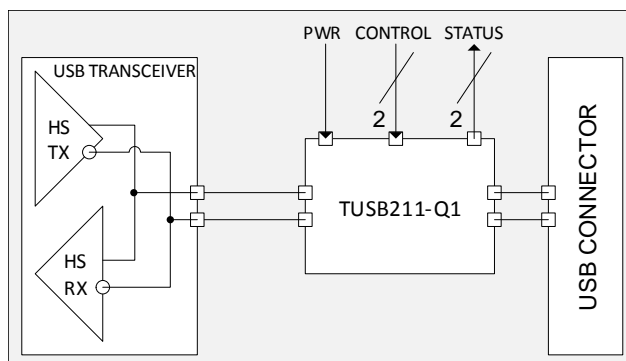 PWR CONTROL STATUS
USB TRANSCEIVER
2 2
HS
TX
TUSB211-Q1
HS
RX
USB CONNECTOR